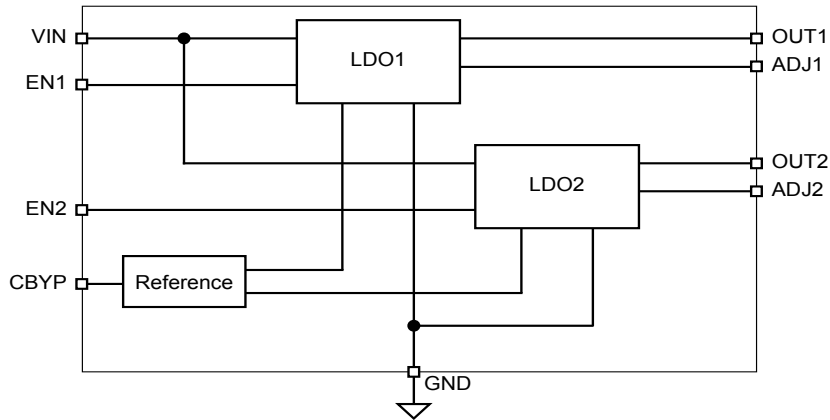 VIN
LDO1
OUT1
ADJ1
EN1
LDO2
OUT2
ADJ2
EN2
CBYP
Reference
GND